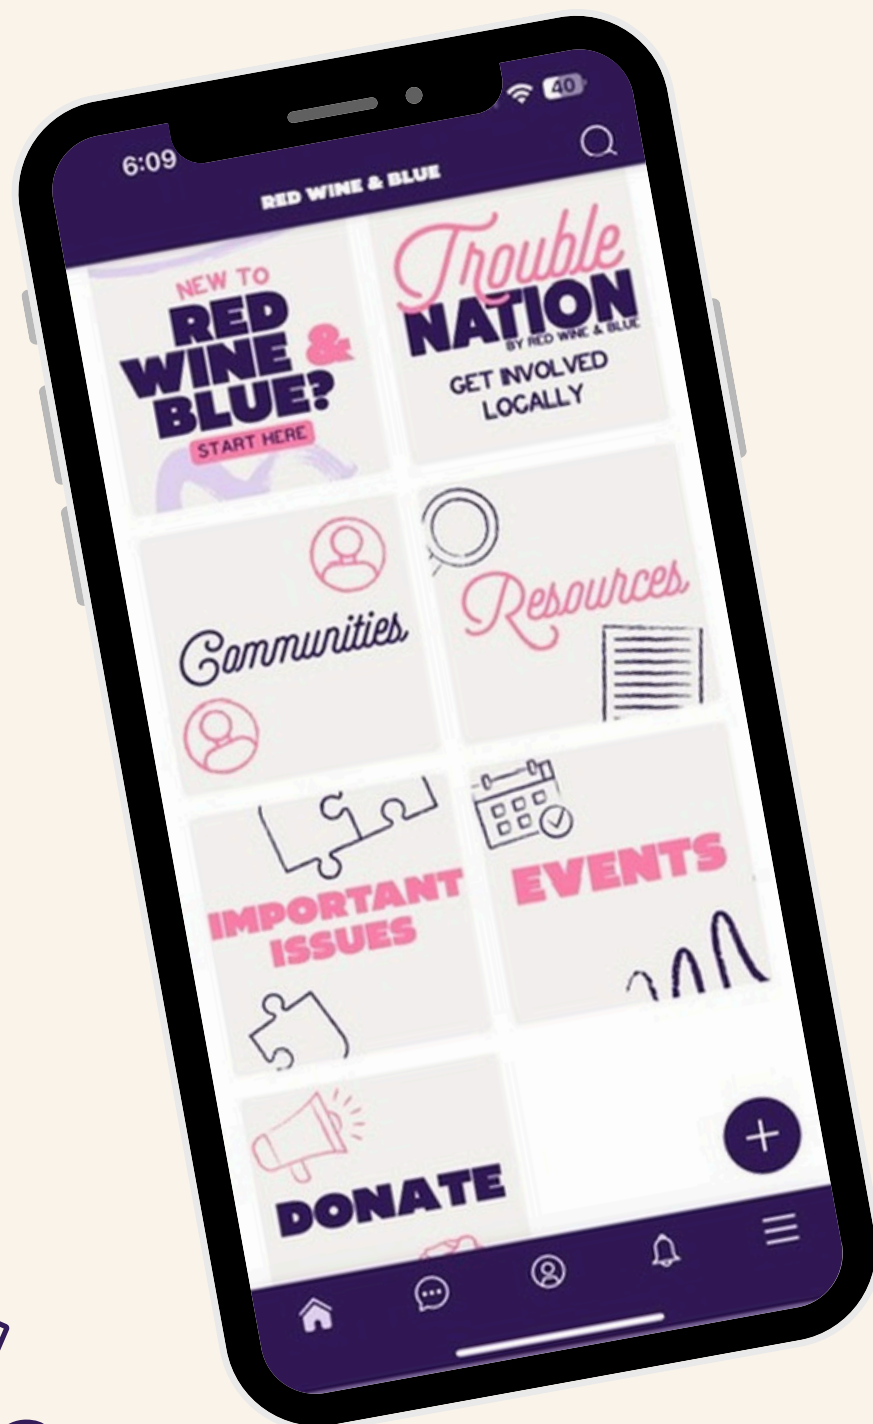 6:09
40
RED WINE & BLUE
NEW TO
RED
WINE &
BLUE?
START HERE
Trouble
NATION
BY RED WINE & BLUE
GET INVOLVED
LOCALLY
Communities
Resources
IMPORTANT
ISSUES
EVENTS
DONATE